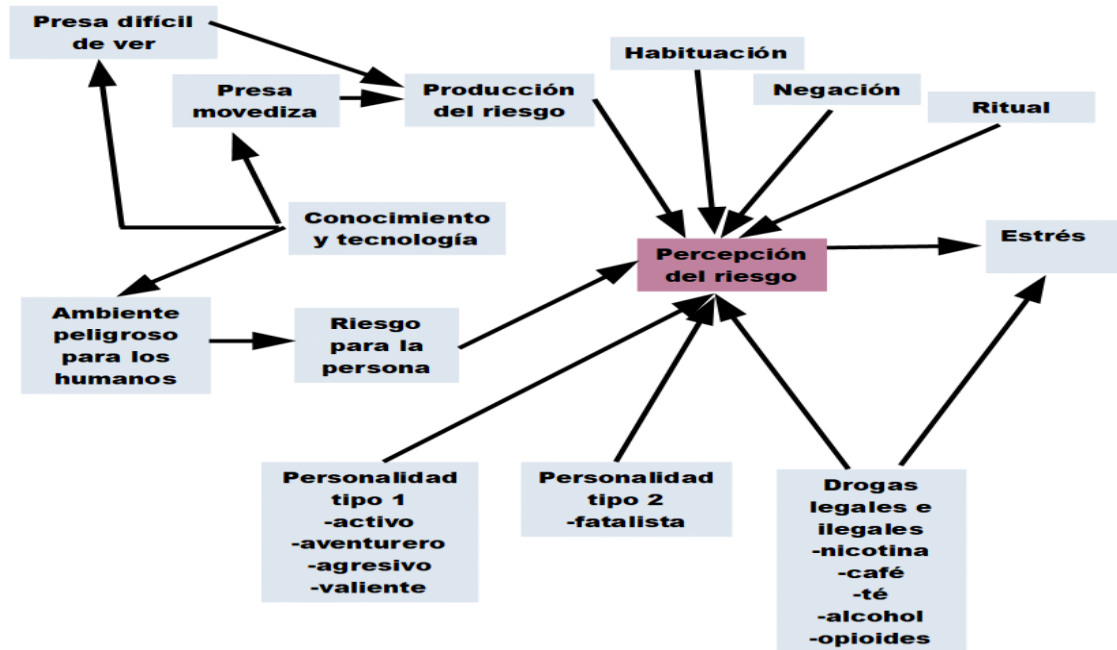 Presa difícil
de ver
Habituación
Presa
movediza
Producción
del riesgo
Negación
Ritual
Conocimiento
y tecnología
Percepción
del riesgo
Estrés
Ambiente
peligroso
para los
humanos
Riesgo
para la
persona
Personalidad
tipo 1
-activo
-aventurero
-agresivo
-valiente
Personalidad
tipo 2
-fatalista
Drogas
legales e
ilegales
-nicotina
-café
-té
-alcohol
-opioides